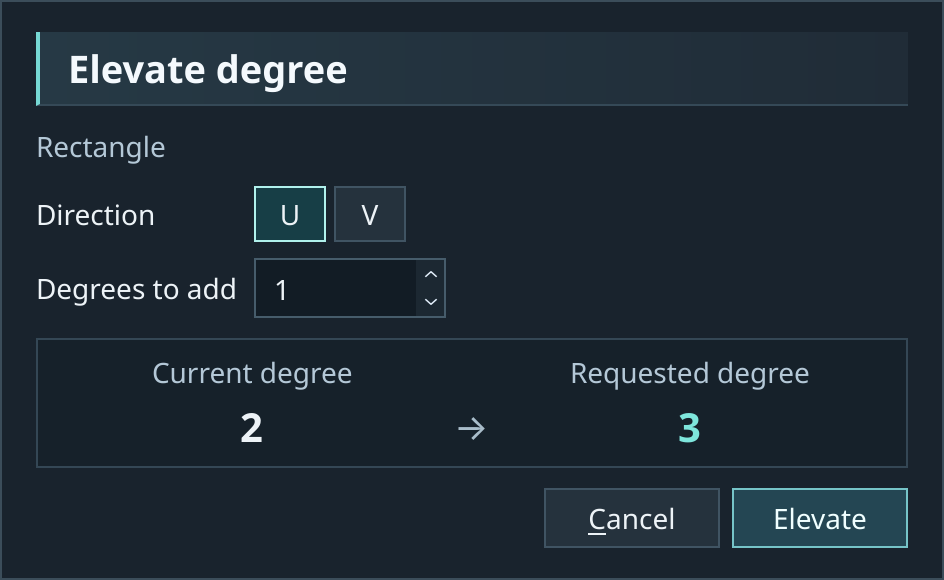 Elevate degree
Rectangle
Direction U V
Degrees to add 1
Current degree Requested degree
2 → 3
Cancel Elevate